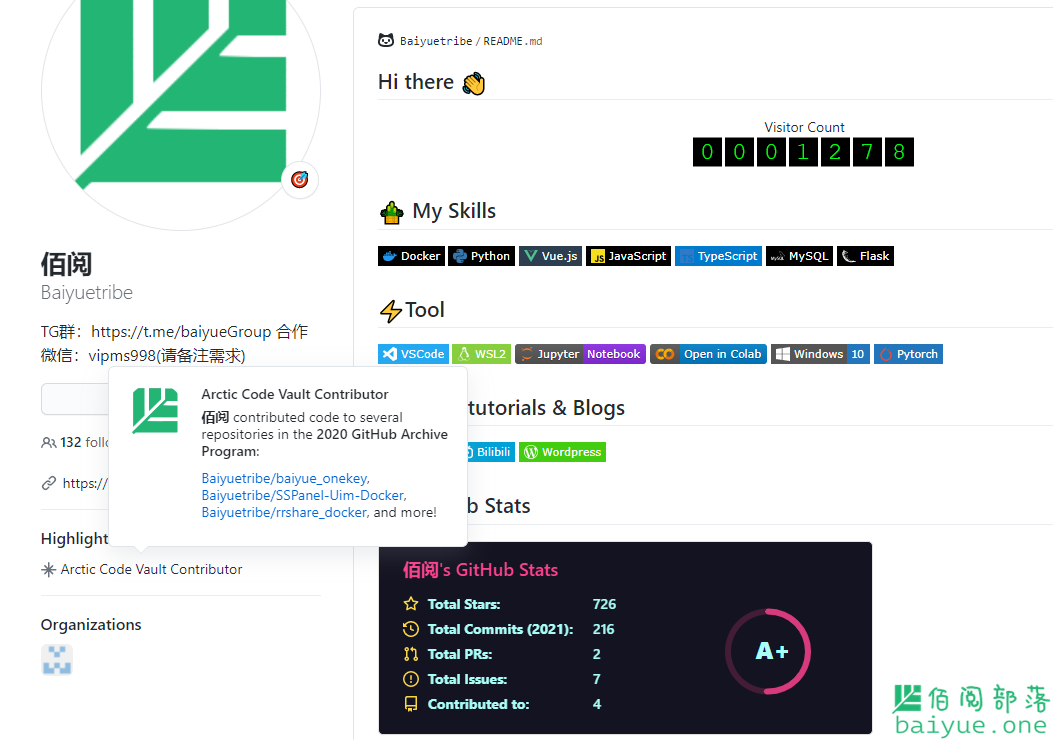 佰阅
Baiyuetribe
TG群：https://t.me/baiyueGroup 合作
微信：vipms998(请备注需求)
132
https://
Highlight
Arctic Code Vault Contributor
Organizations
Arctic Code Vault Contributor
佰阅 contributed code to several
repositories in the 2020 GitHub Archive
Program:
Baiyuetribe/baiyue_onekey,
Baiyuetribe/SSPanel-Uim-Docker,
Baiyuetribe/rrshare_docker, and more!
Baiyuetribe/README.md
Hi there
Visitor Count
0 0 0 1 2 7 8
My Skills
Docker Python Vue.js JavaScript TypeScript MySQL Flask
Tool
VSCode WSL2 Jupyter Notebook Open in Colab Windows 10 Pytorch
tutorials & Blogs
Bilibili Wordpress
b Stats
佰阅's GitHub Stats
Total Stars: 726
Total Commits (2021): 216
Total PRs: 2
Total Issues: 7
Contributed to: 4
A+
佰阅部落
baiyue.one